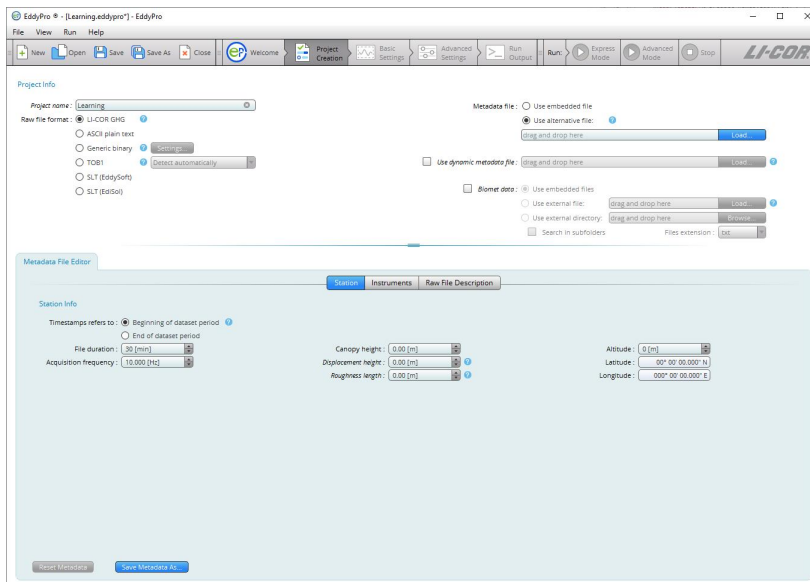 EddyPro ® - [Learning.eddypro*] - EddyPro
File View Run Help
New Open Save Save As Close Welcome Project Creation Basic Settings Advanced Settings Run Output Run: Express Mode Advanced Mode Stop LI-COR
Project Info
Project name : Learning
Raw file format : LI-COR GHG ?
ASCII plain text
Generic binary ? Settings...
TOB1 ? Detect automatically
SLT (EddySoft)
SLT (EdiSol)
Metadata file : Use embedded file
Use alternative file: ?
drag and drop here Load...
Use dynamic metadata file : drag and drop here Load... ?
Biomet data : Use embedded files
Use external file: drag and drop here Load... ?
Use external directory: drag and drop here Browse...
Search in subfolders Files extension : txt
Metadata File Editor
Station Instruments Raw File Description
Station Info
Timestamps refers to : Beginning of dataset period ?
End of dataset period
File duration : 30 [min] Canopy height : 0.00 [m] Altitude : 0 [m]
Acquisition frequency : 10.000 [Hz] Displacement height : 0.00 [m] ? Latitude : 00° 00' 00.000" N
Roughness length : 0.00 [m] ? Longitude : 000° 00' 00.000" E
Reset Metadata Save Metadata As...